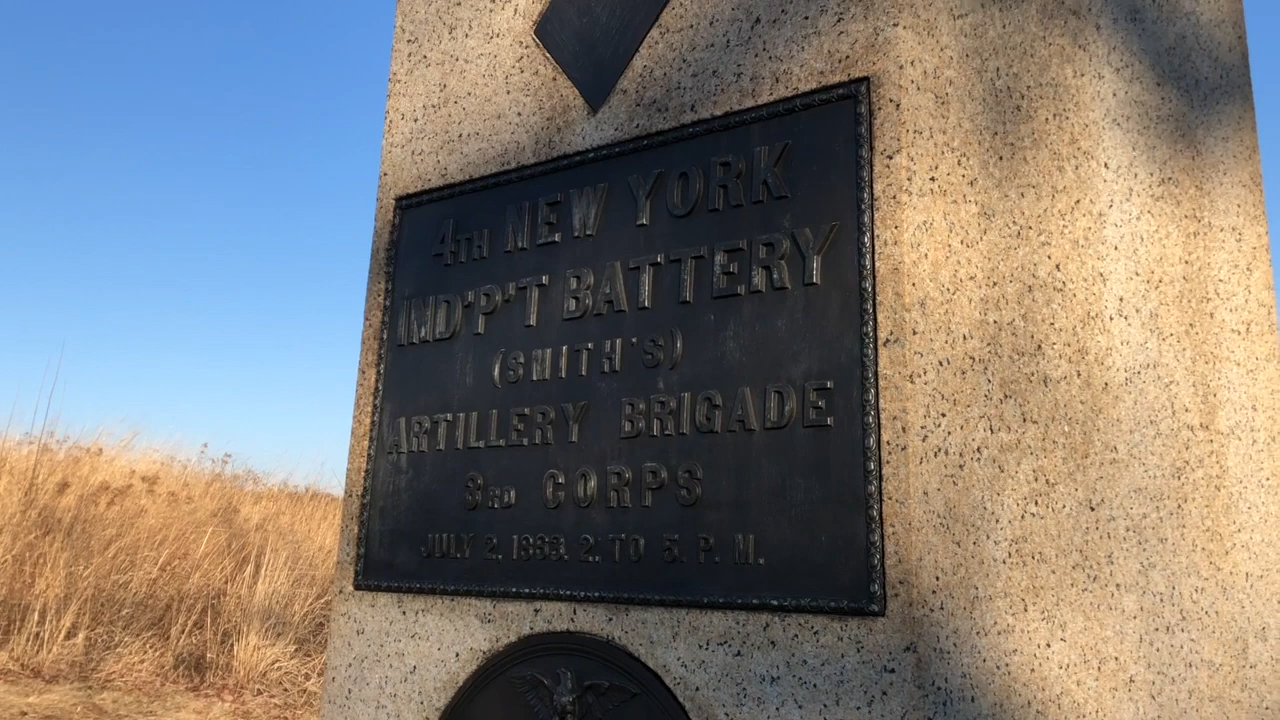 4TH NEW YORK
IND'P'T BATTERY
(SMITH'S)
ARTILLERY BRIGADE
3RD CORPS
JULY 2. 1863. 2. TO 5. P. M.